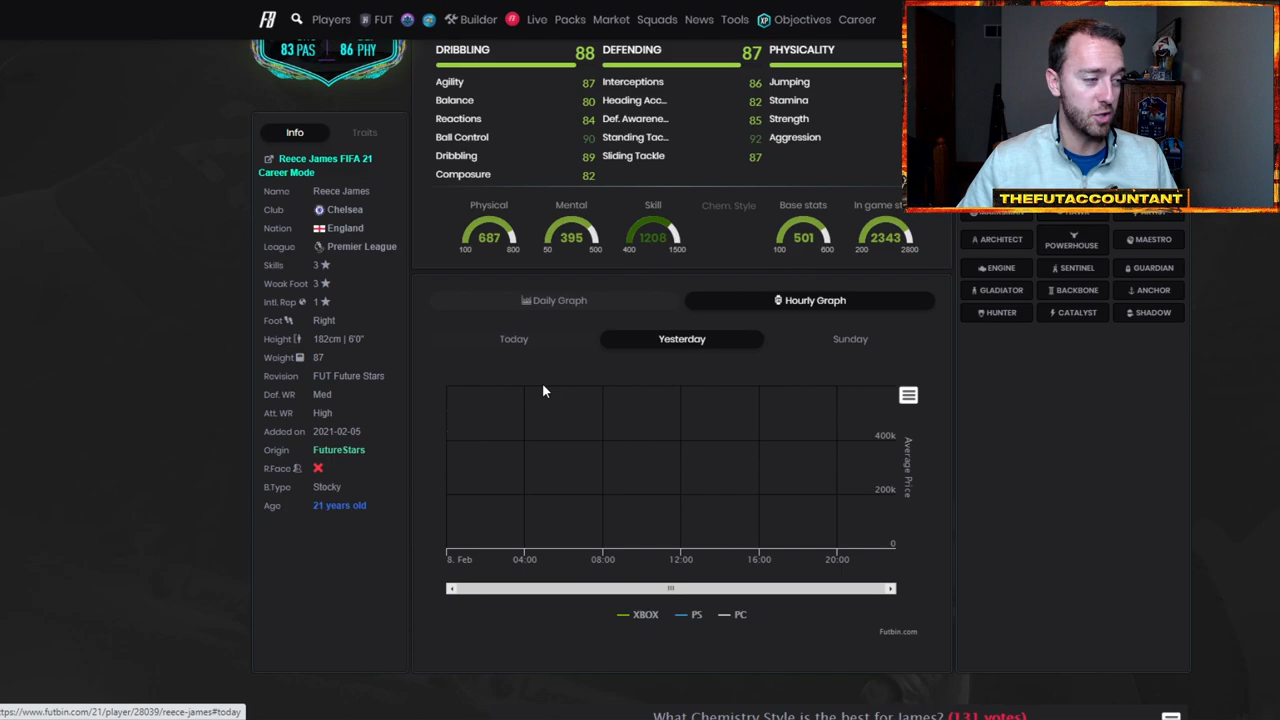 Players FUT Builder Live Packs Market Squads News Tools XP Objectives Career
83 PAS 86 PHY
DRIBBLING 88 DEFENDING 87 PHYSICALITY
Agility 87 Interceptions 86 Jumping
Balance 80 Heading Acc... 82 Stamina
Reactions 84 Def. Awarene... 85 Strength
Ball Control 90 Standing Tac... 92 Aggression
Dribbling 89 Sliding Tackle 87
Composure 82
THEFUTACCOUNTANT
Info Traits
Reece James FIFA 21
Career Mode
Name Reece James
Club Chelsea
Nation England
League Premier League
Skills 3
Weak Foot 3
Intl. Rep 1
Foot Right
Height 182cm | 6'0"
Weight 87
Revision FUT Future Stars
Def. WR Med
Att. WR High
Added on 2021-02-05
Origin FutureStars
R.Face
B.Type Stocky
Age 21 years old
Physical Mental Skill Chem. Style Base stats In game st
687 395 1208 501 2343
100 800 50 500 400 1500 100 600 200 2800
ARCHITECT POWERHOUSE MAESTRO
ENGINE SENTINEL GUARDIAN
GLADIATOR BACKBONE ANCHOR
HUNTER CATALYST SHADOW
Daily Graph Hourly Graph
Today Yesterday Sunday
400k
200k
0
Average Price
8. Feb 04:00 08:00 12:00 16:00 20:00
XBOX PS PC
Futbin.com
ttps://www.futbin.com/21/player/28039/reece-james#today
What Chemistry Style is the best for James? (131 votes)